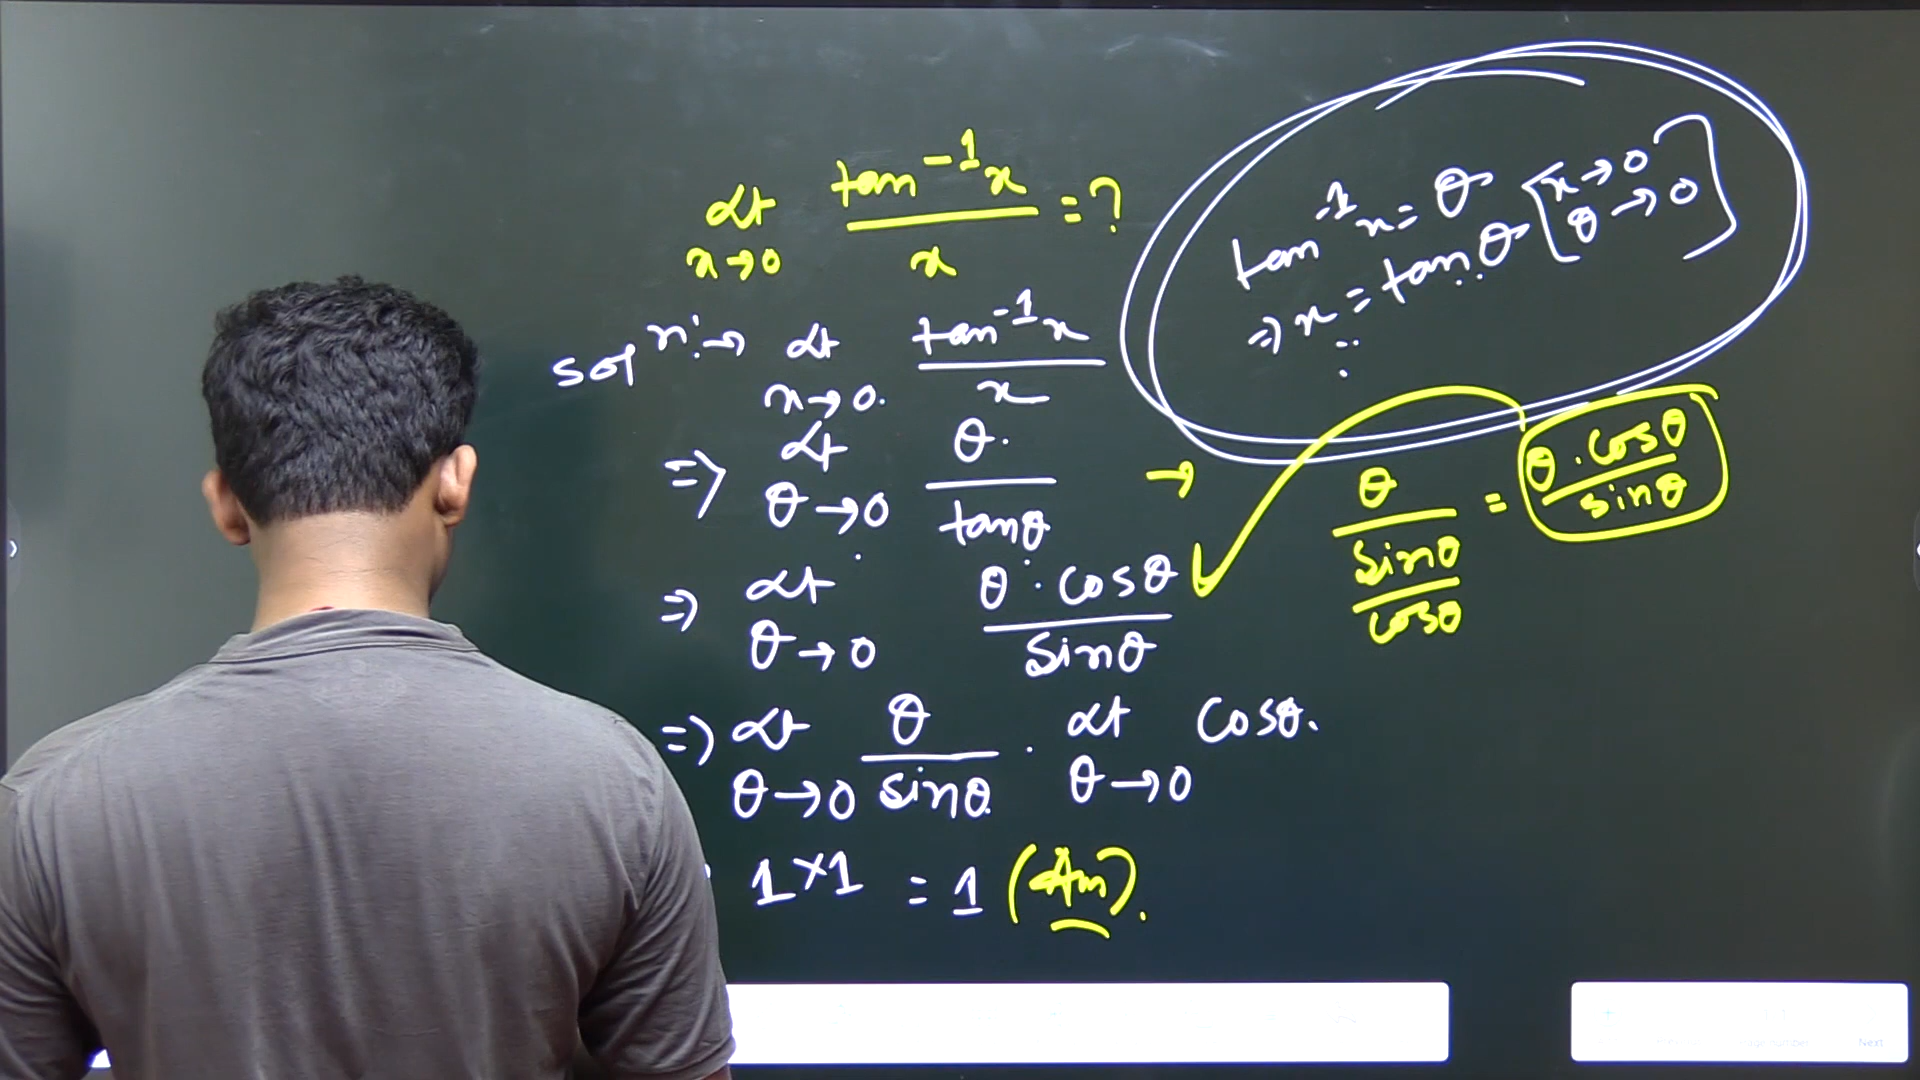 Lt tan⁻¹x = ?
x→0 x
Solⁿ:→ Lt tan⁻¹x
x→0. x
⇒ Lt θ.
θ→0 tanθ
⇒ Lt θ·cosθ
θ→0 sinθ
⇒ Lt θ . Lt cosθ.
θ→0 sinθ. θ→0
1×1 = 1 (Ans).
tan⁻¹x = θ [x→0
⇒ x = tanθ θ→0]
→ θ = θ.cosθ
sinθ sinθ
cosθ
Next